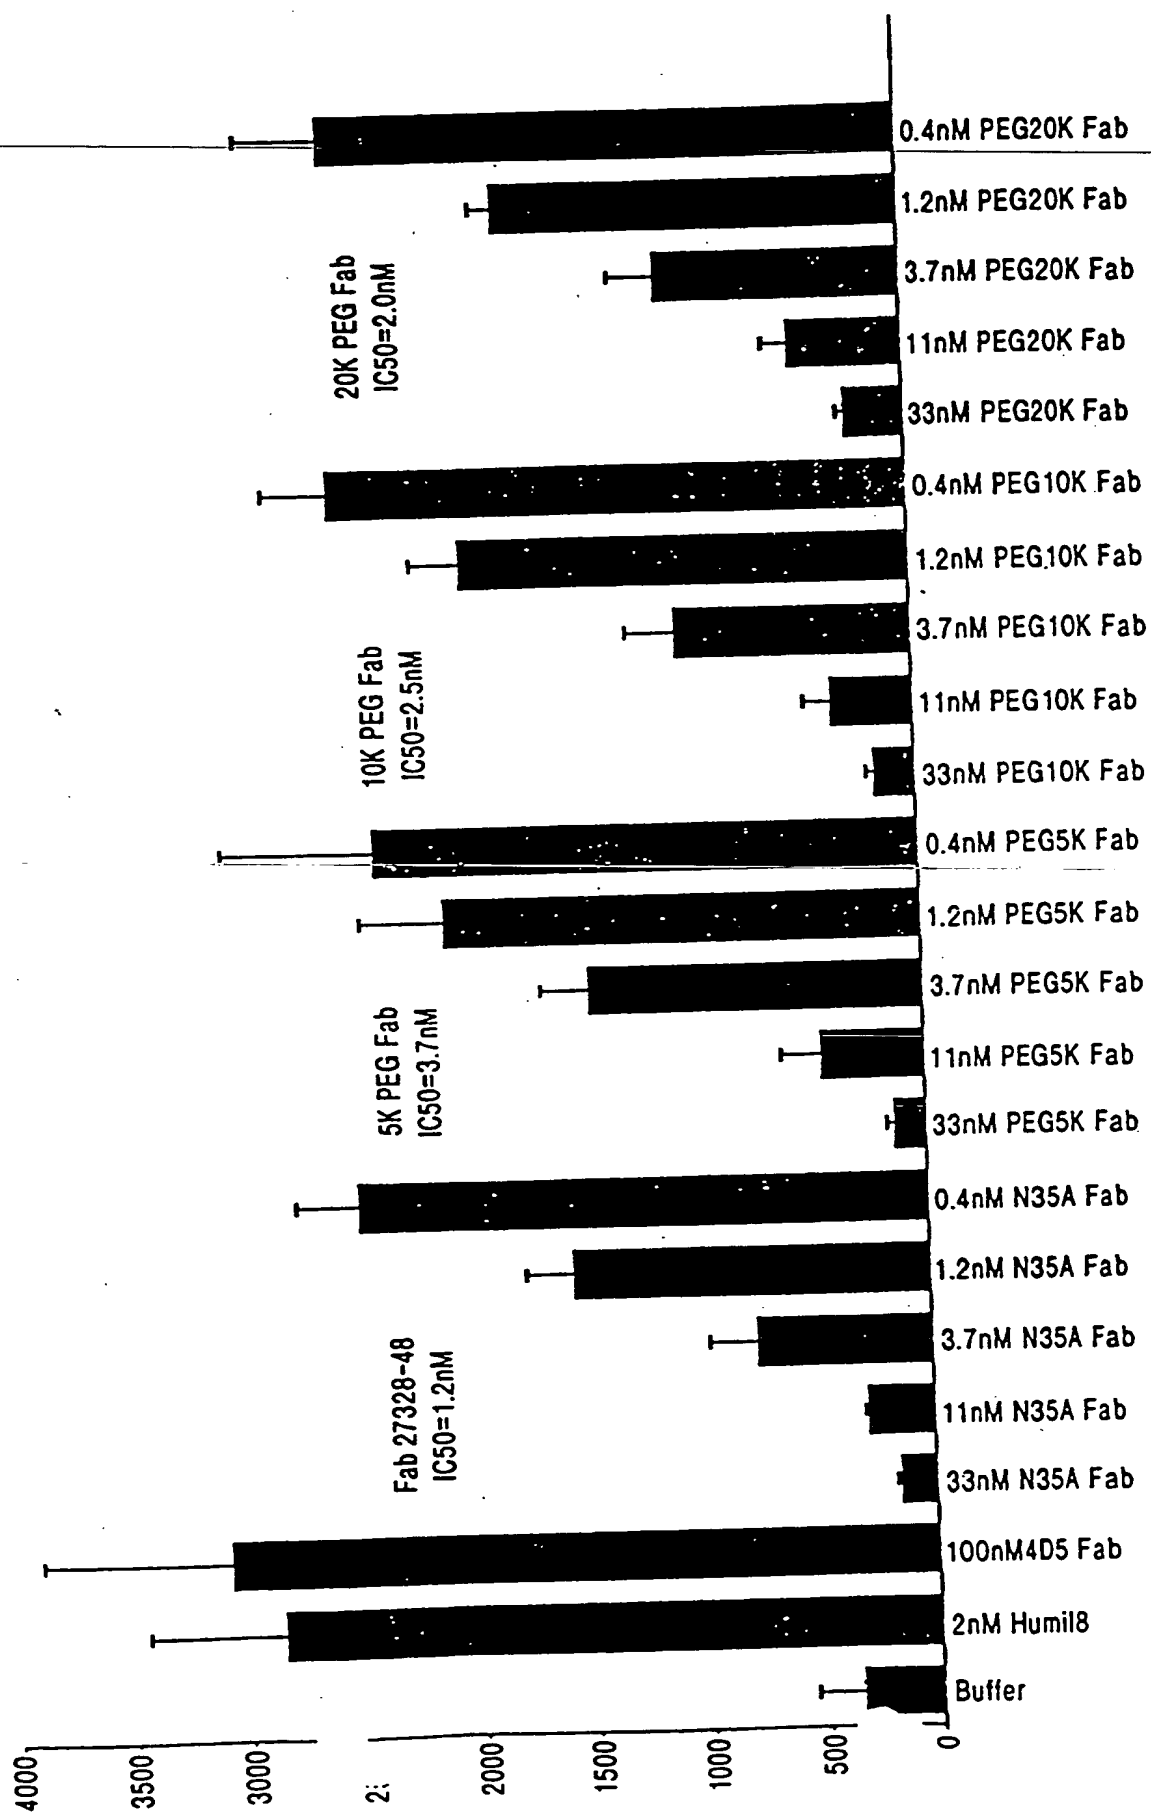 4000
3500
3000
2
2000
1500
1000
500
0
Fab 27328-48
IC50=1.2nM
5K PEG Fab
IC50=3.7nM
10K PEG Fab
IC50=2.5nM
20K PEG Fab
IC50=2.0nM
Buffer
2nM Humil8
100nM4D5 Fab
33nM N35A Fab
11nM N35A Fab
3.7nM N35A Fab
1.2nM N35A Fab
0.4nM N35A Fab
33nM PEG5K Fab
11nM PEG5K Fab
3.7nM PEG5K Fab
1.2nM PEG5K Fab
0.4nM PEG5K Fab
33nM PEG10K Fab
11nM PEG10K Fab
3.7nM PEG10K Fab
1.2nM PEG10K Fab
0.4nM PEG10K Fab
33nM PEG20K Fab
11nM PEG20K Fab
3.7nM PEG20K Fab
1.2nM PEG20K Fab
0.4nM PEG20K Fab